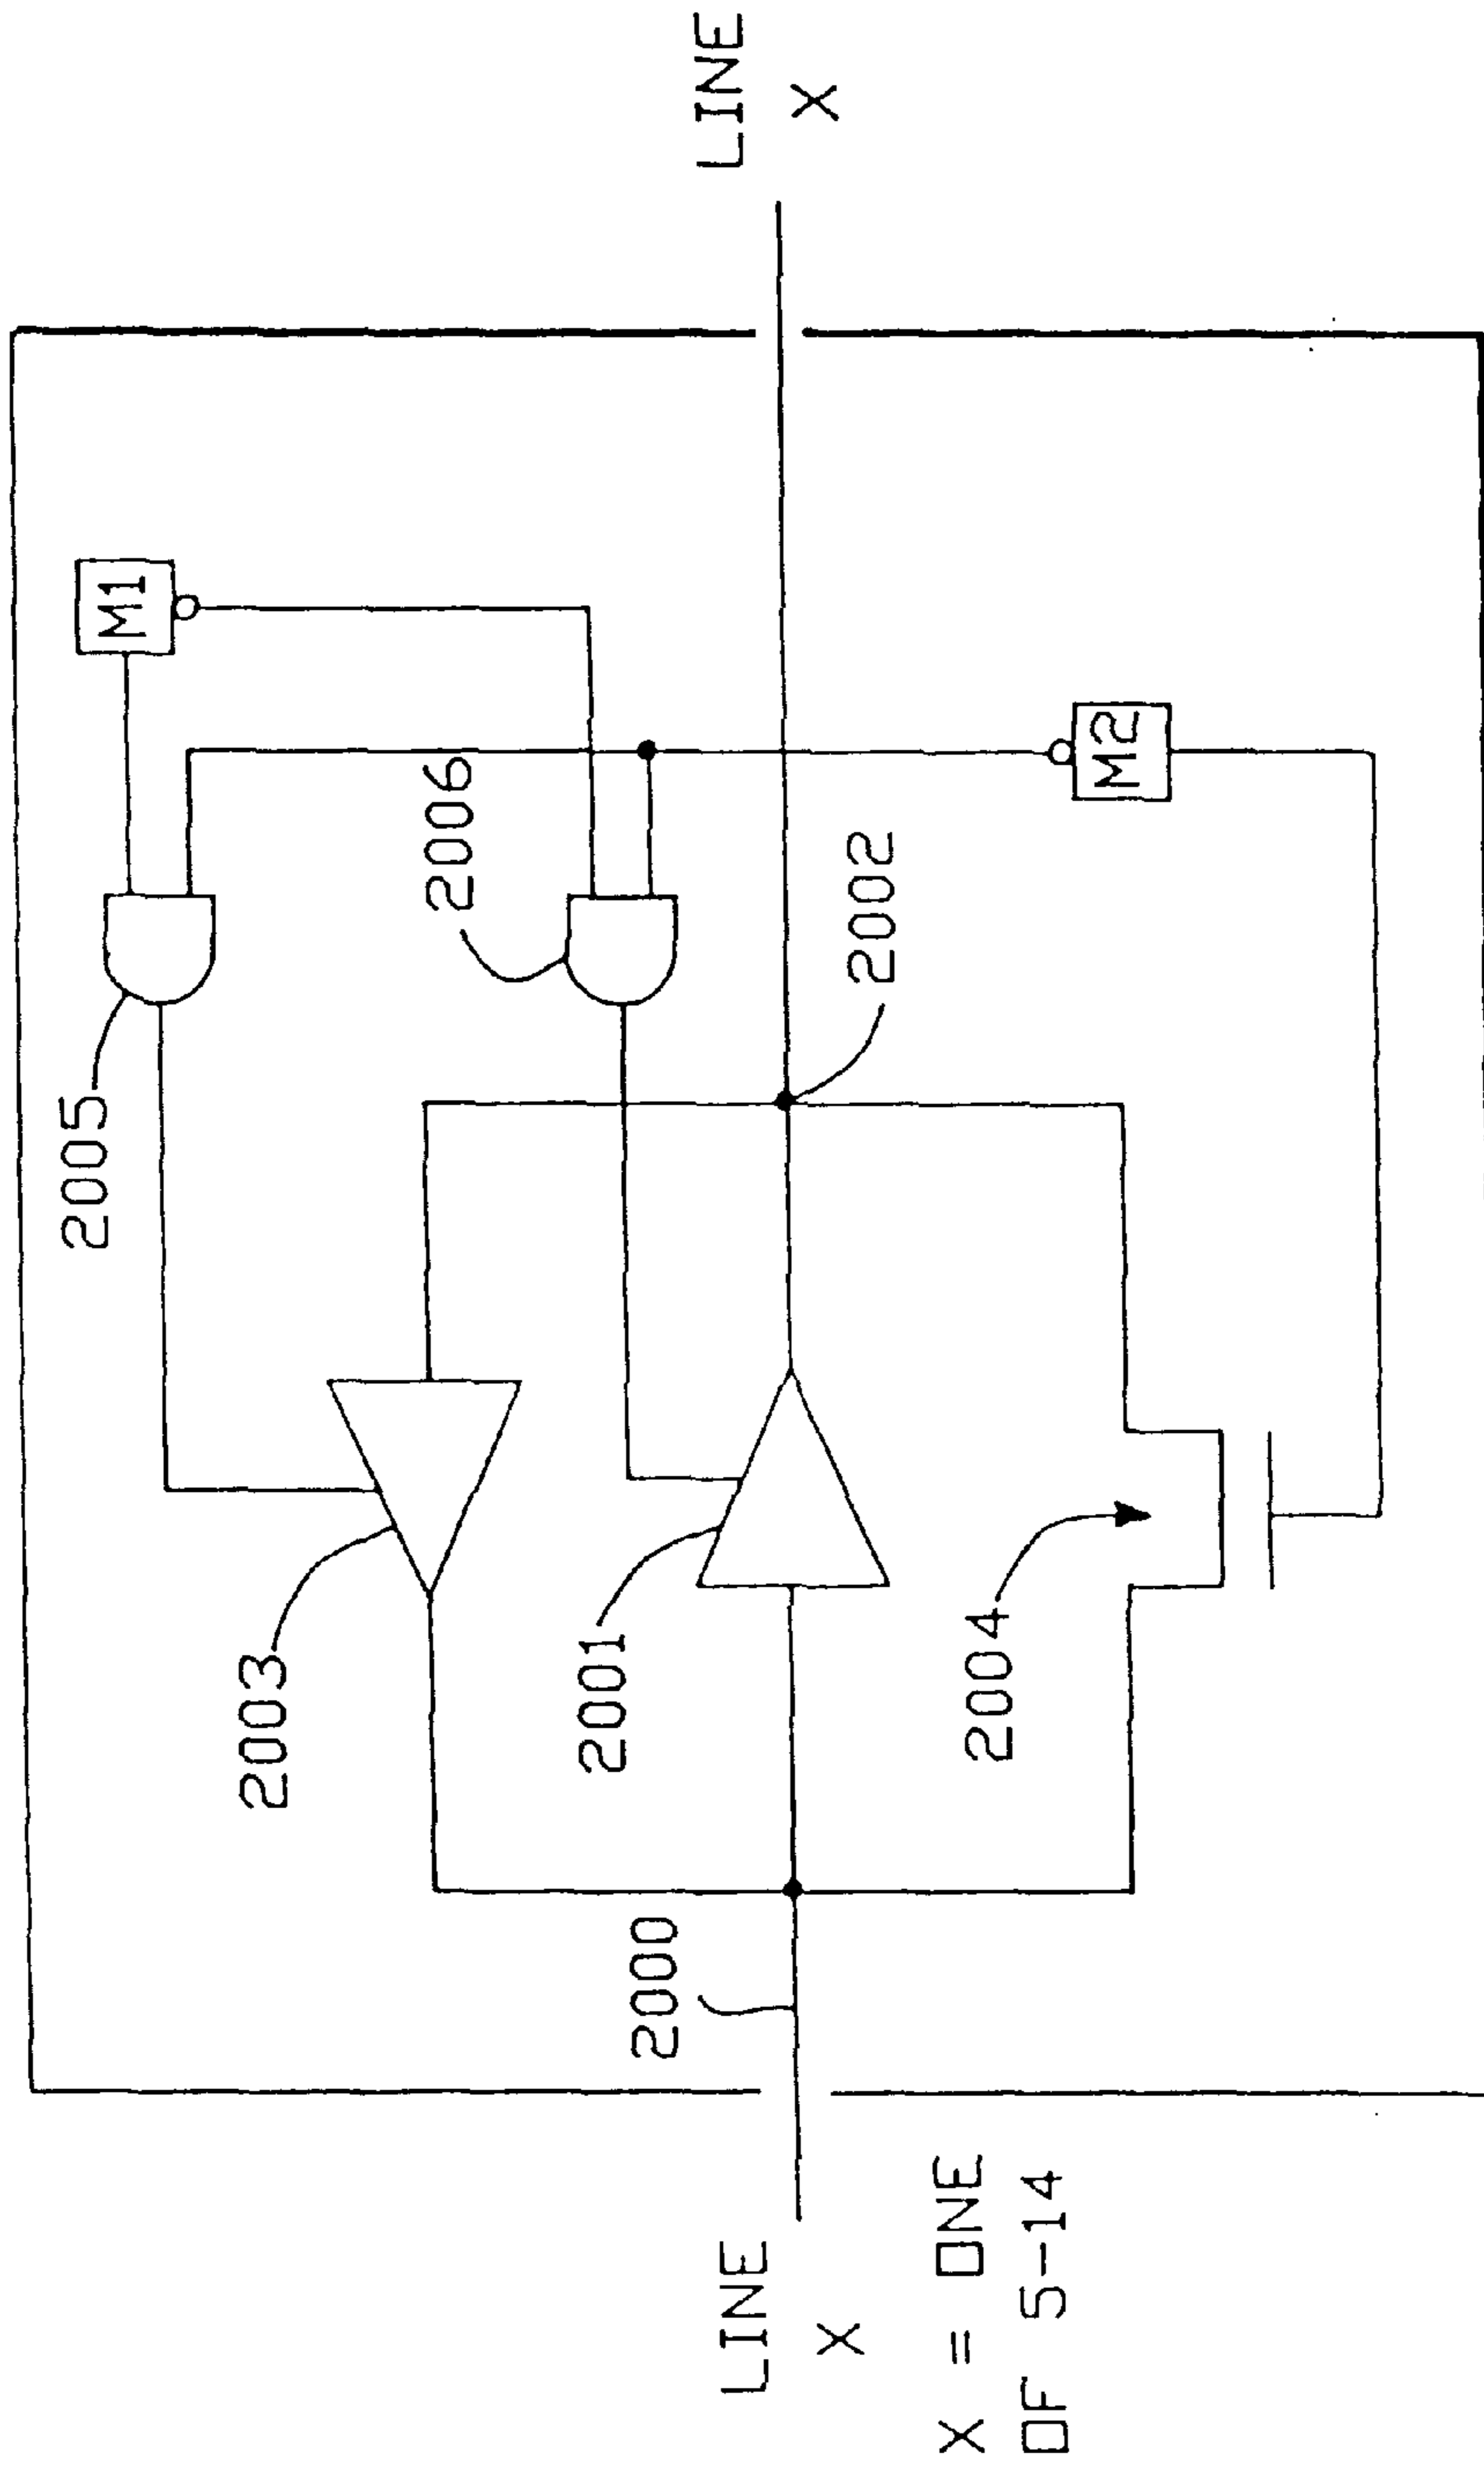 2005
M1
2003
2006
2001
2000
2002
LINE
X
LINE
X
2004
M2
X = ONE
OF 5-14